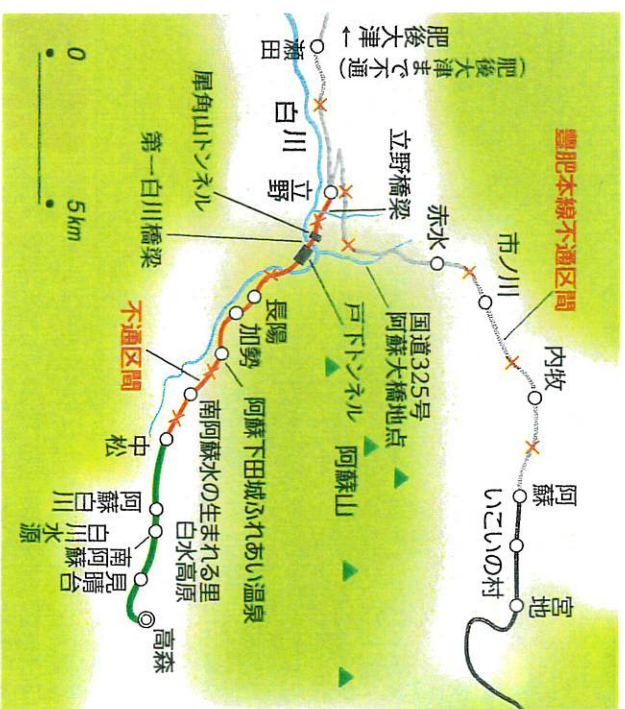 肥後大津
←
(肥後大津まで不通)
瀬田
白川
豊肥本線不通区間
立野
立野橋梁
犀角山トンネル
第一白川橋梁
赤水
市ノ川
内牧
阿蘇
いこいの村
宮地
国道325号
阿蘇大橋地点
戸下トンネル
阿蘇山
長陽
加勢
阿蘇下田城ふれあい温泉
不通区間
南阿蘇水の生まれる里
白水高原
中松
阿蘇白川
南阿蘇白川水源
見晴台
高森
0
5km